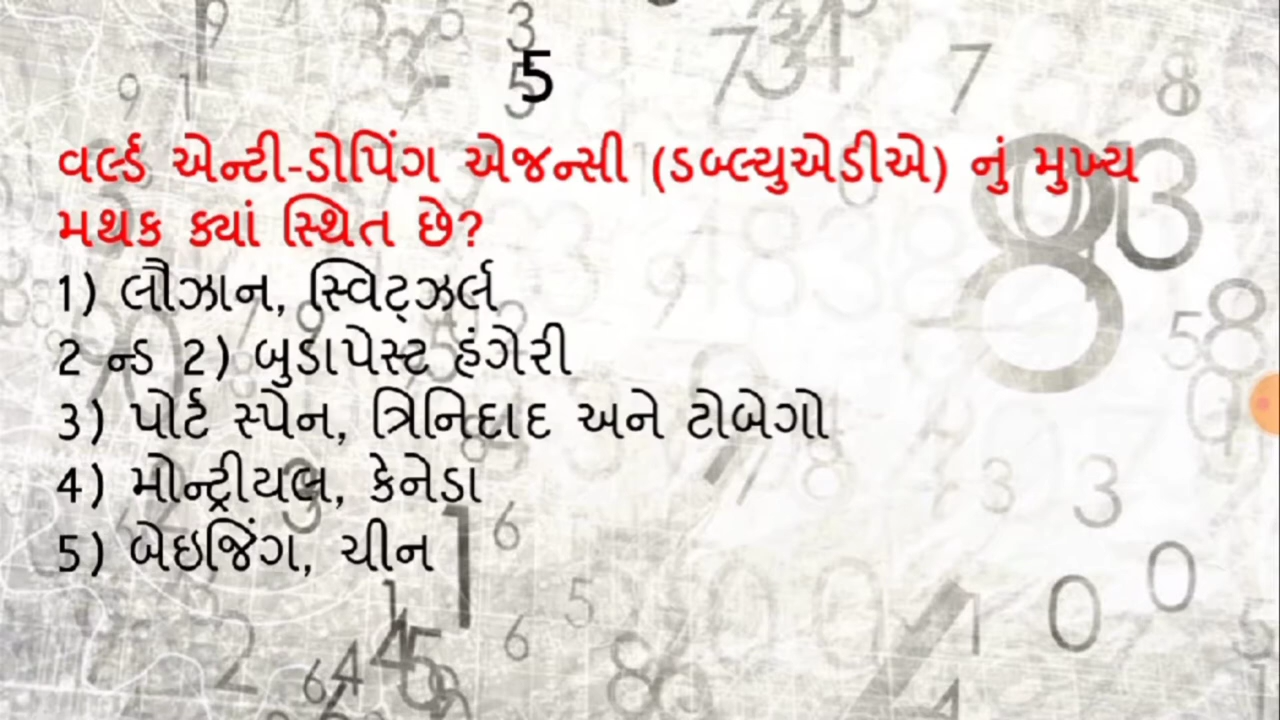 5
વર્લ્ડ એન્ટી-ડોપિંગ એજન્સી (ડબ્લ્યુએડીએ) નું મુખ્ય
મથક ક્યાં સ્થિત છે?
1) લૌઝાન, સ્વિટ્ઝર્લ
2 ન્ડ 2) બુડાપેસ્ટ હંગેરી
3) પોર્ટ સ્પેન, ત્રિનિદાદ અને ટોબેગો
4) મોન્ટ્રીયલ, કેનેડા
5) બેઇજિંગ, ચીન